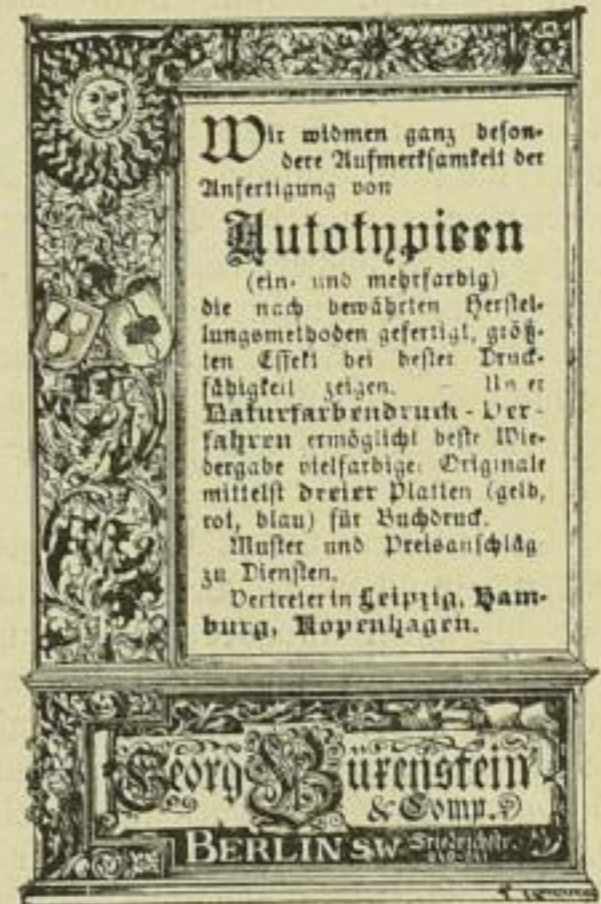 Wir widmen ganz beson-
dere Aufmerksamkeit der
Anfertigung von
Autotypieen
(ein- und mehrfarbig)
die nach bewährten Herstel-
lungsmethoden gefertigt, größ-
ten Effekt bei bester Druck-
fähigkeit zeigen. –
Naturfarbendruck-Ver-
fahren ermöglicht beste Wie-
dergabe vielfarbiger Originale
mittelst dreier Platten (gelb,
rot, blau) für Buchdruck.
Muster und Preisanschläg
zu Diensten.
Vertreter in Leipzig, Ham-
burg, Kopenhagen.
Georg Büxenstein
& Comp.
BERLIN SW Friedrichstr.